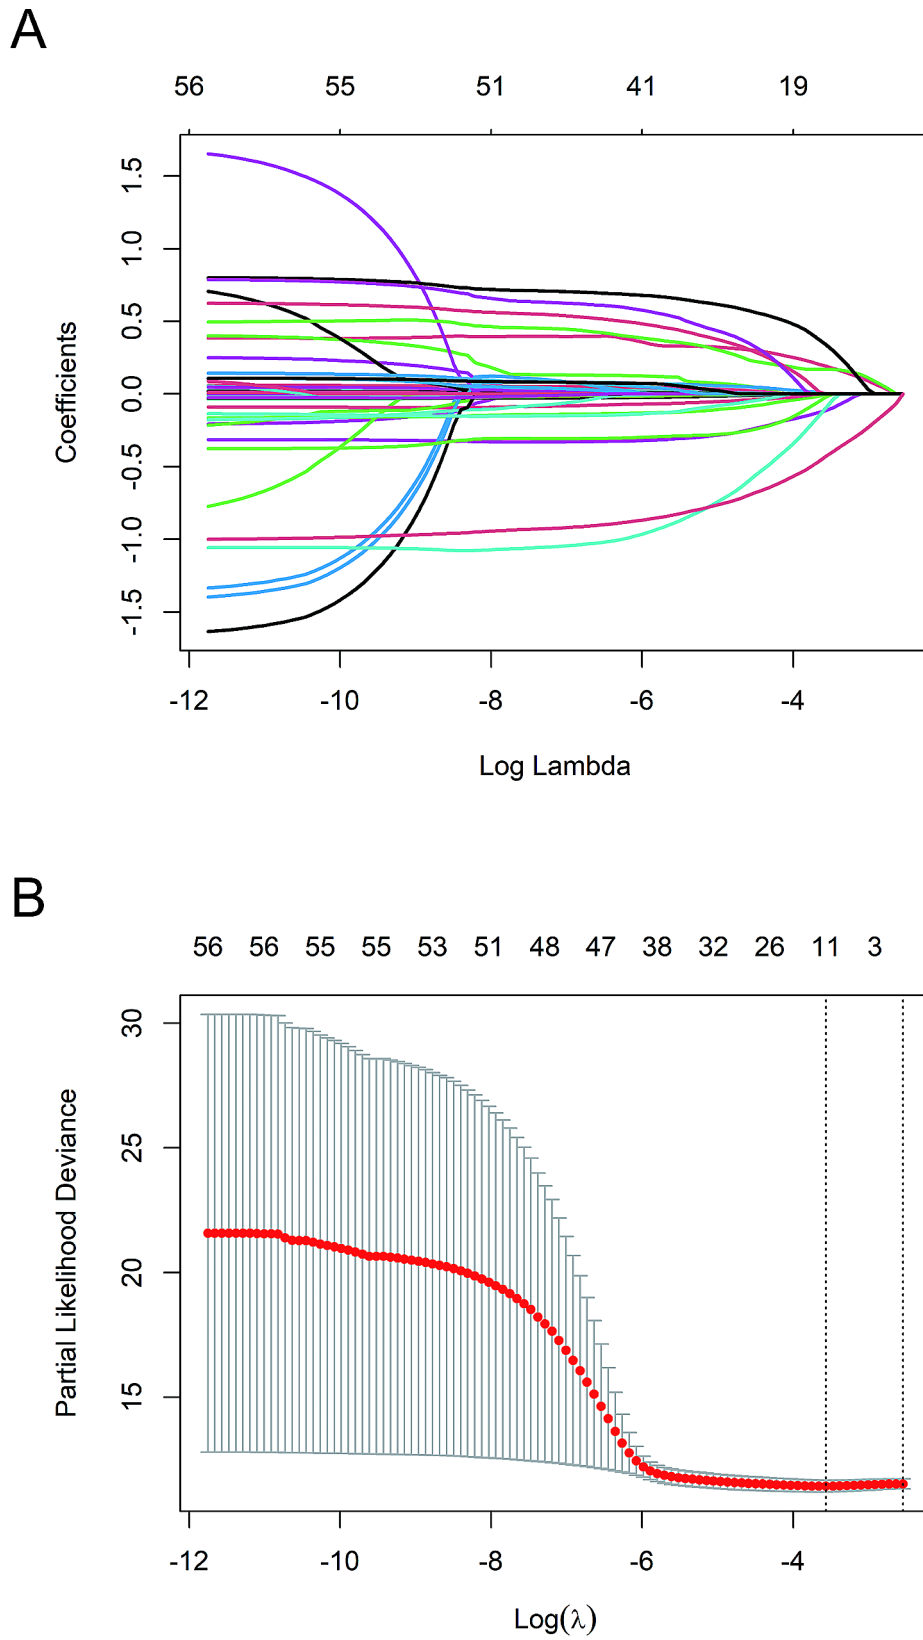 A
56 55 51 41 19
1.5
1.0
0.5
0.0
-0.5
-1.0
-1.5
Coefficients
-12 -10 -8 -6 -4
Log Lambda
B
56 56 55 55 53 51 48 47 38 32 26 11 3
30
25
20
15
Partial Likelihood Deviance
-12 -10 -8 -6 -4
Log(λ)